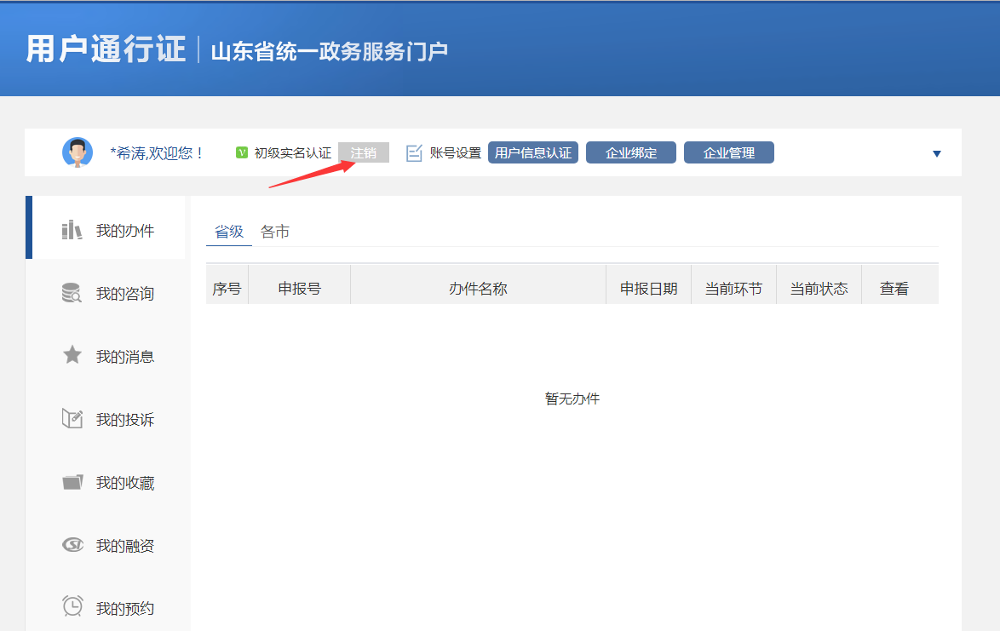 用户通行证 山东省统一政务服务门户
*希涛,欢迎您！ V 初级实名认证 注销 账号设置 用户信息认证 企业绑定 企业管理
我的办件
我的咨询
我的消息
我的投诉
我的收藏
我的融资
我的预约
省级 各市
序号 申报号 办件名称 申报日期 当前环节 当前状态 查看
暂无办件